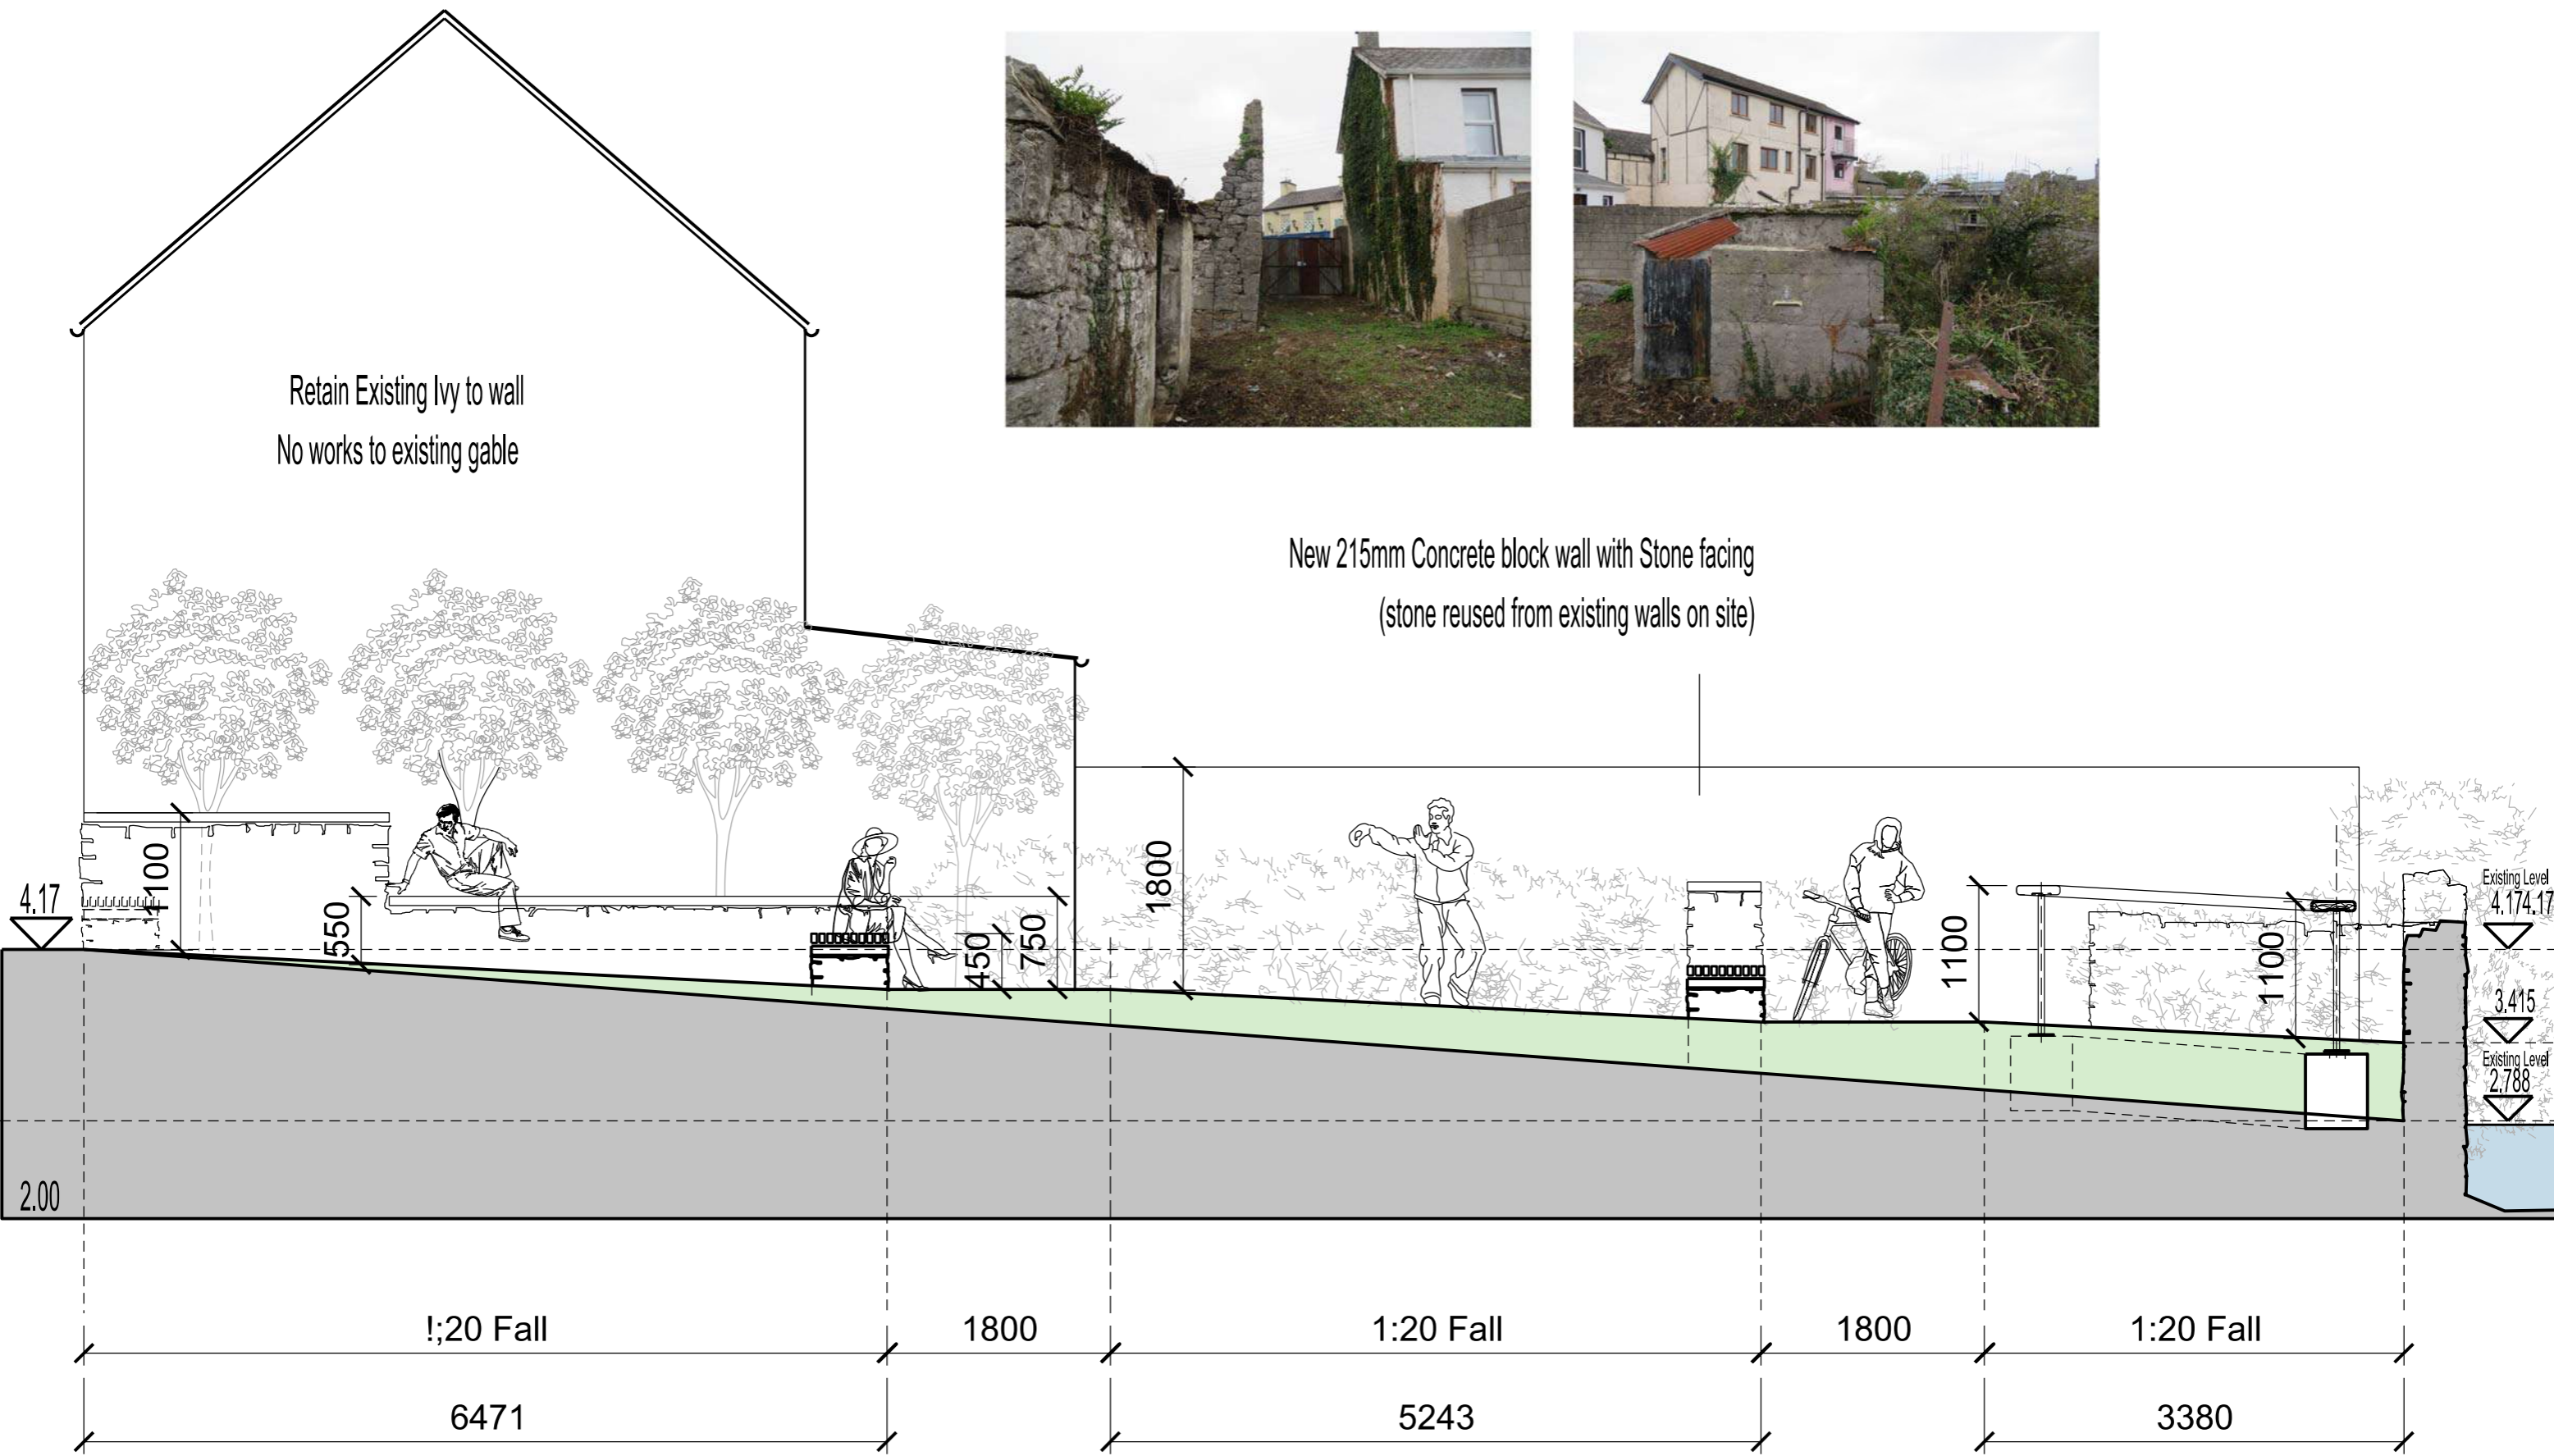 Retain Existing Ivy to wall
No works to existing gable
New 215mm Concrete block wall with Stone facing
(stone reused from existing walls on site)
4.17
1100
550
450
750
1800
1100
1100
Existing Level
4.174.17
3.415
Existing Level
2.788
2.00
!;20 Fall
1800
1:20 Fall
1800
1:20 Fall
6471
5243
3380